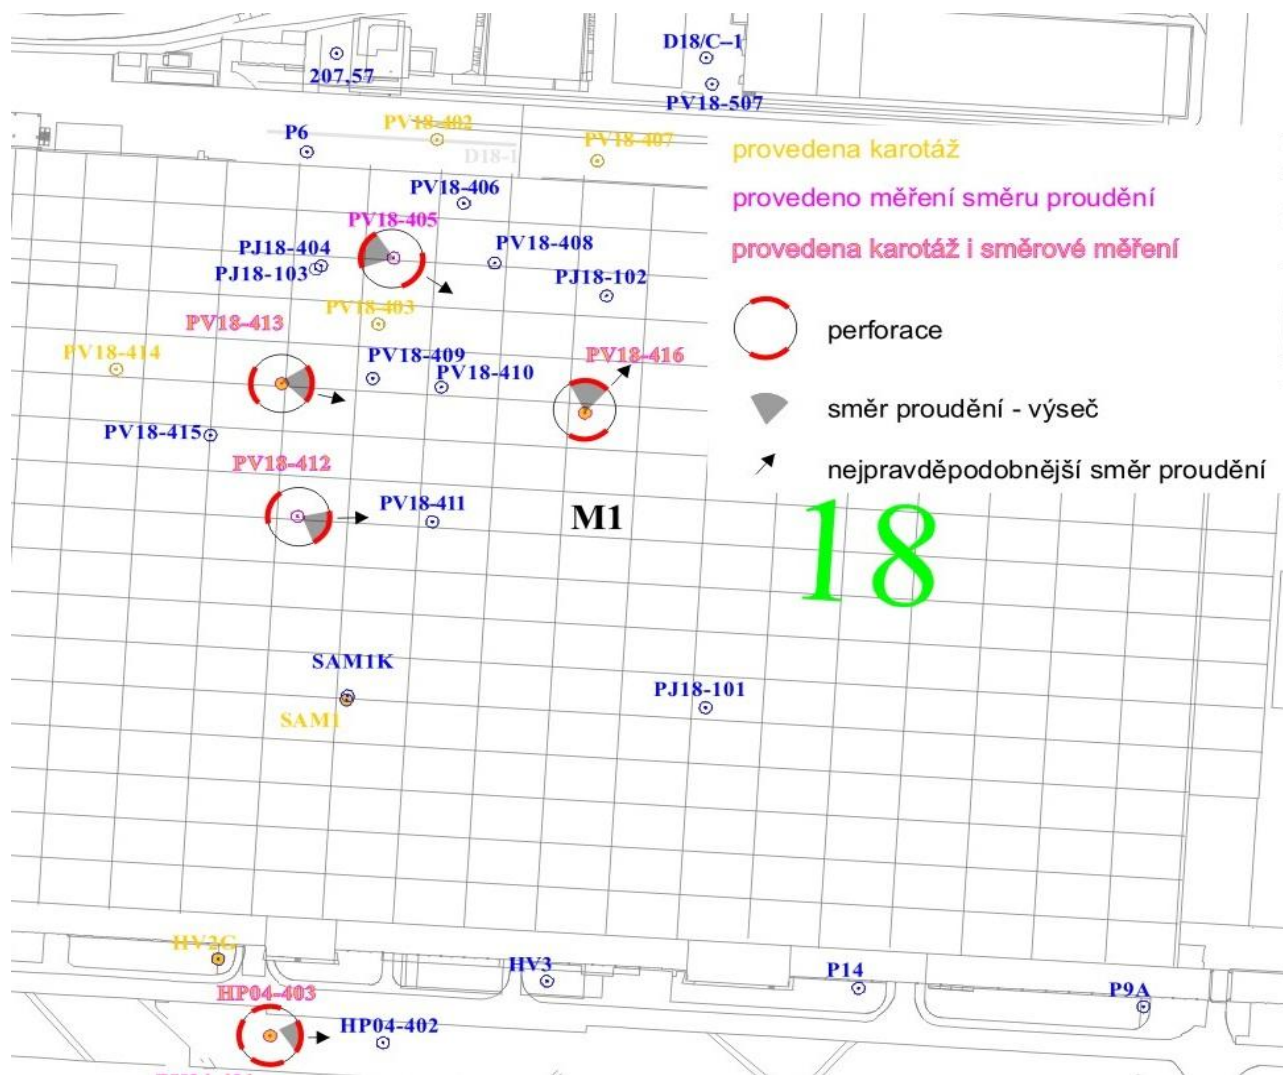 D18/C–1
207,57
PV18-507
PV18-402
P6
PV18-407
D18-1
provedena karotáž
PV18-406
provedeno měření směru proudění
PV18-405
PV18-408
PJ18-404
provedena karotáž i směrové měření
PJ18-103
PJ18-102
PV18-403
PV18-413
perforace
PV18-414
PV18-409
PV18-416
PV18-410
směr proudění - výseč
PV18-415
PV18-412
nejpravděpodobnější směr proudění
PV18-411
M1
18
SAM1K
PJ18-101
SAM1
HV2G
HV3
P14
HP04-403
P9A
HP04-402